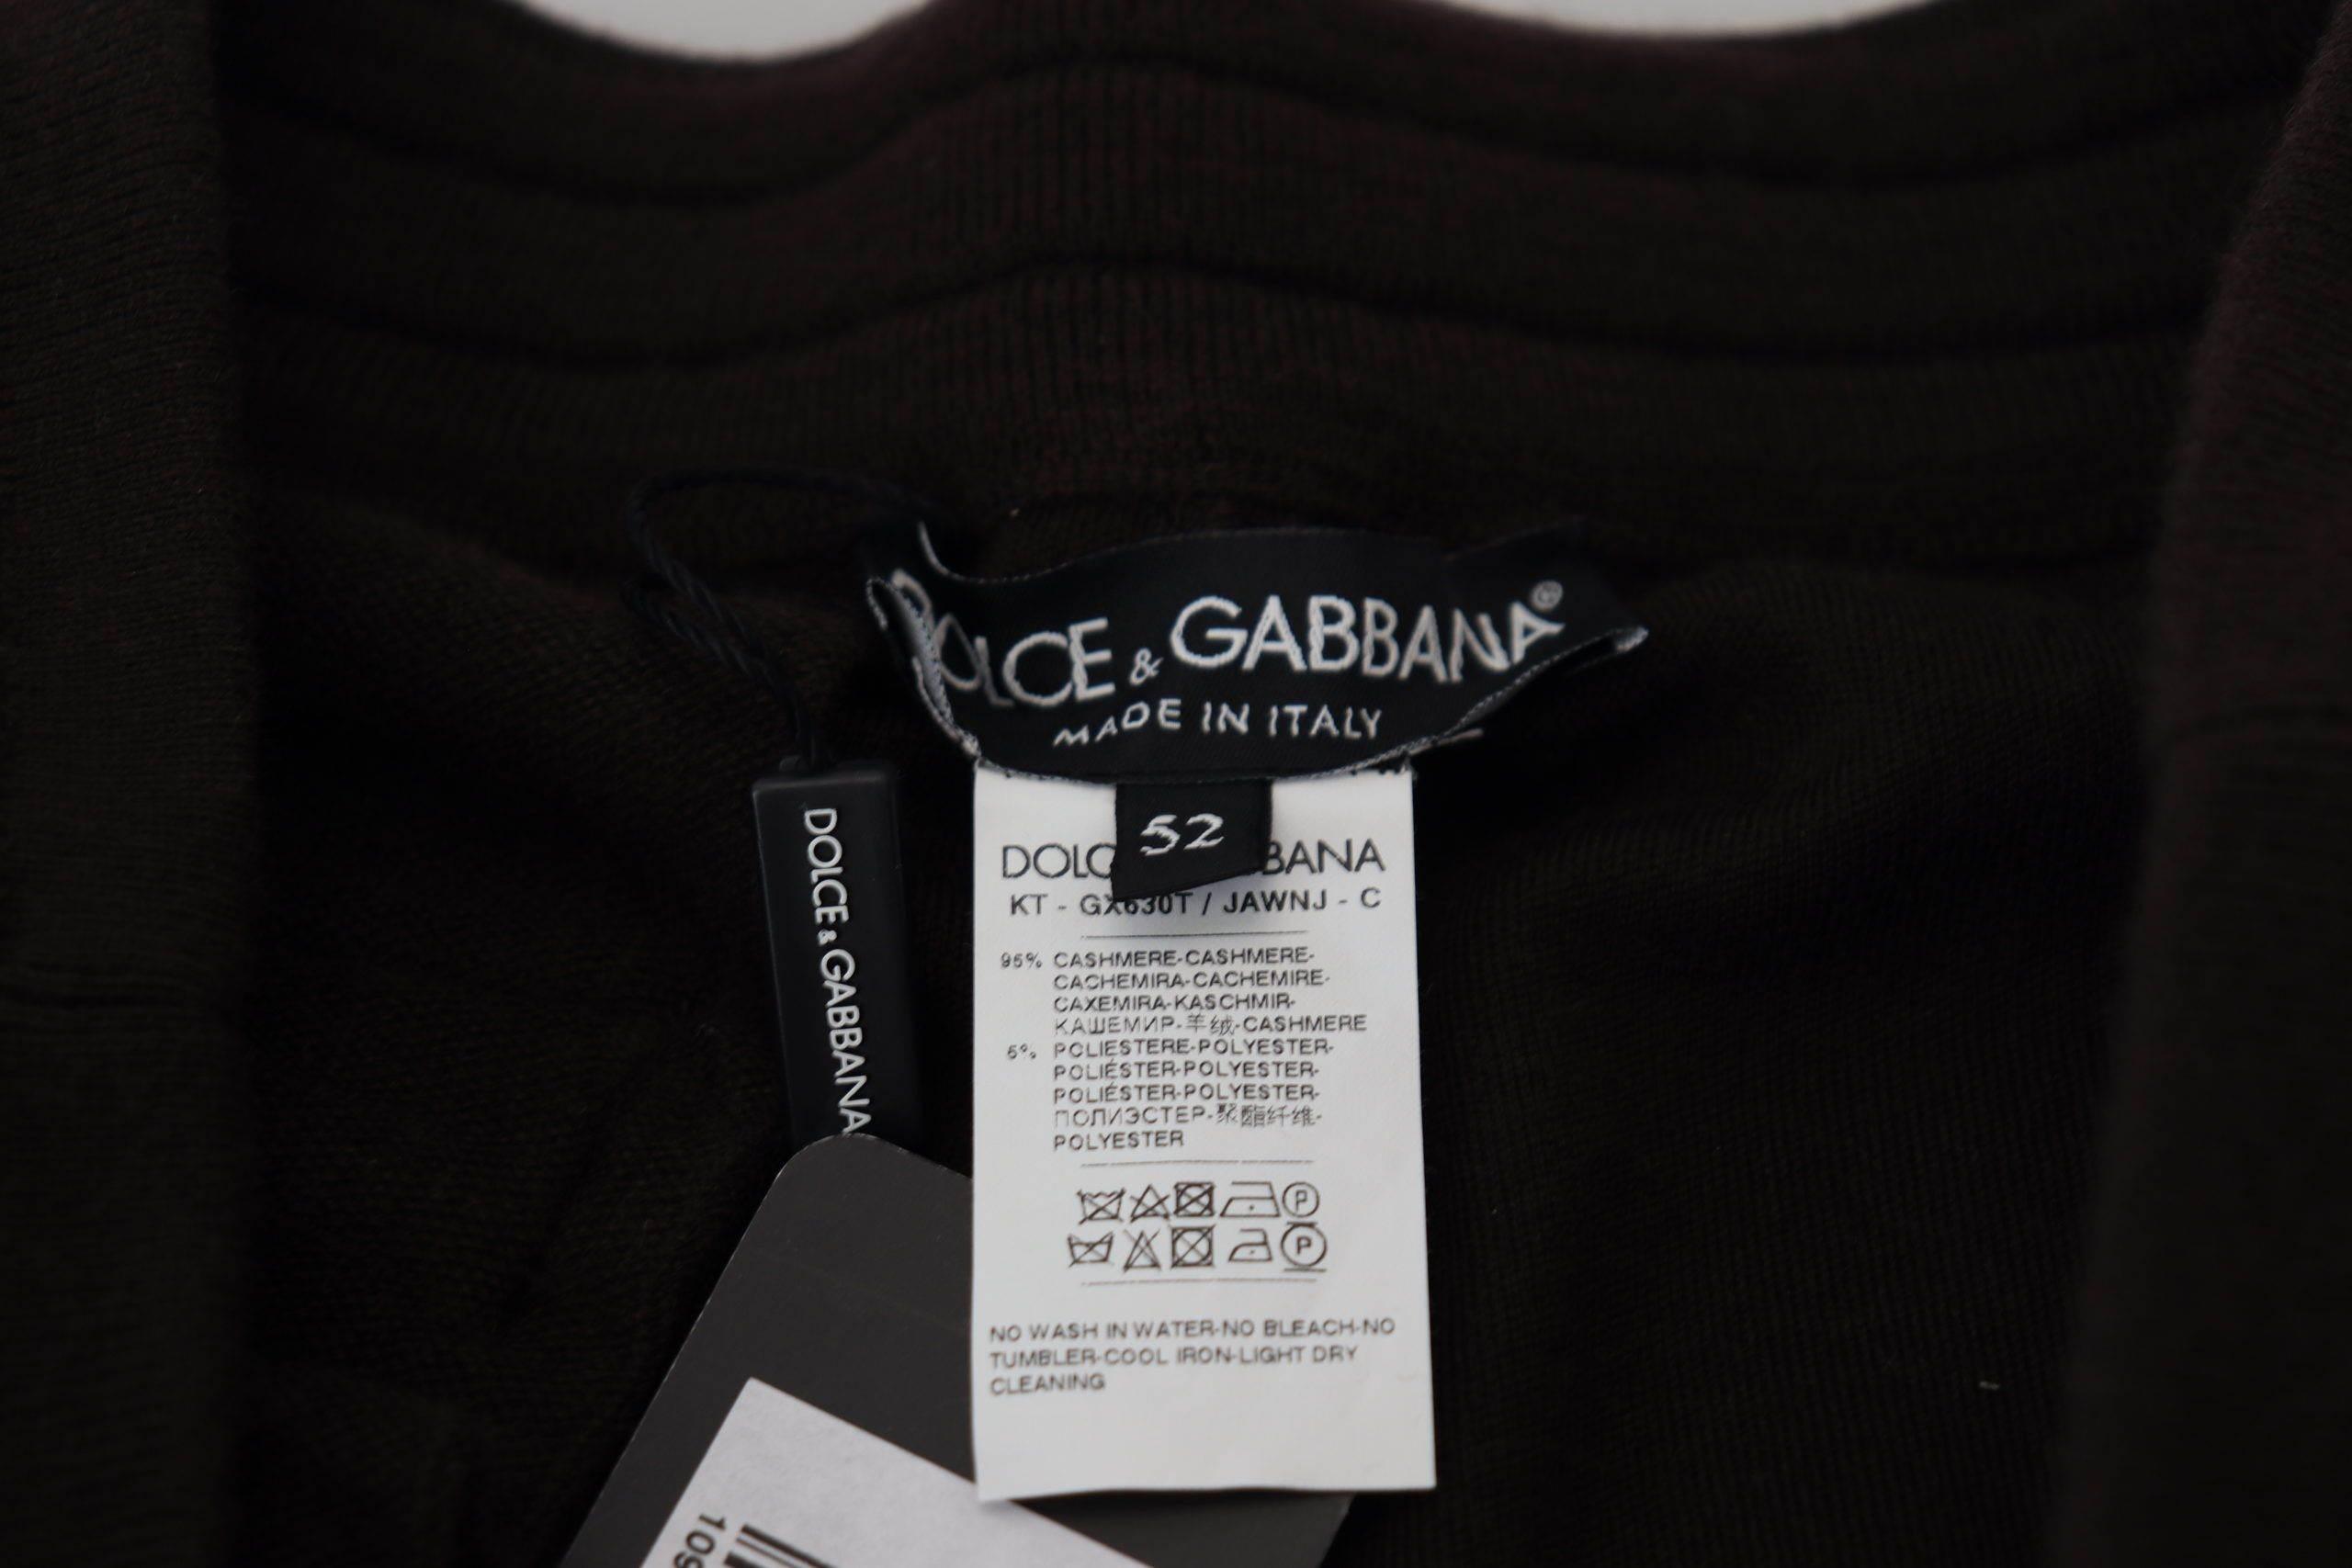 DOLCE & GABBANA®
MADE IN ITALY
52
DOLCE & GABBANA
DOLC BANA
KT - GX630T / JAWNJ - C
95% CASHMERE-CASHMERE-
CACHEMIRA-CACHEMIRE-
CAXEMIRA-KASCHMIR-
КАШЕМИР-羊绒-CASHMERE
5% POLIESTERE-POLYESTER-
POLIÉSTER-POLYESTER-
POLIÉSTER-POLYESTER-
ПОЛИЭСТЕР-聚酯纤维-
POLYESTER
P
P
NO WASH IN WATER-NO BLEACH-NO
TUMBLER-COOL IRON-LIGHT DRY
CLEANING
109